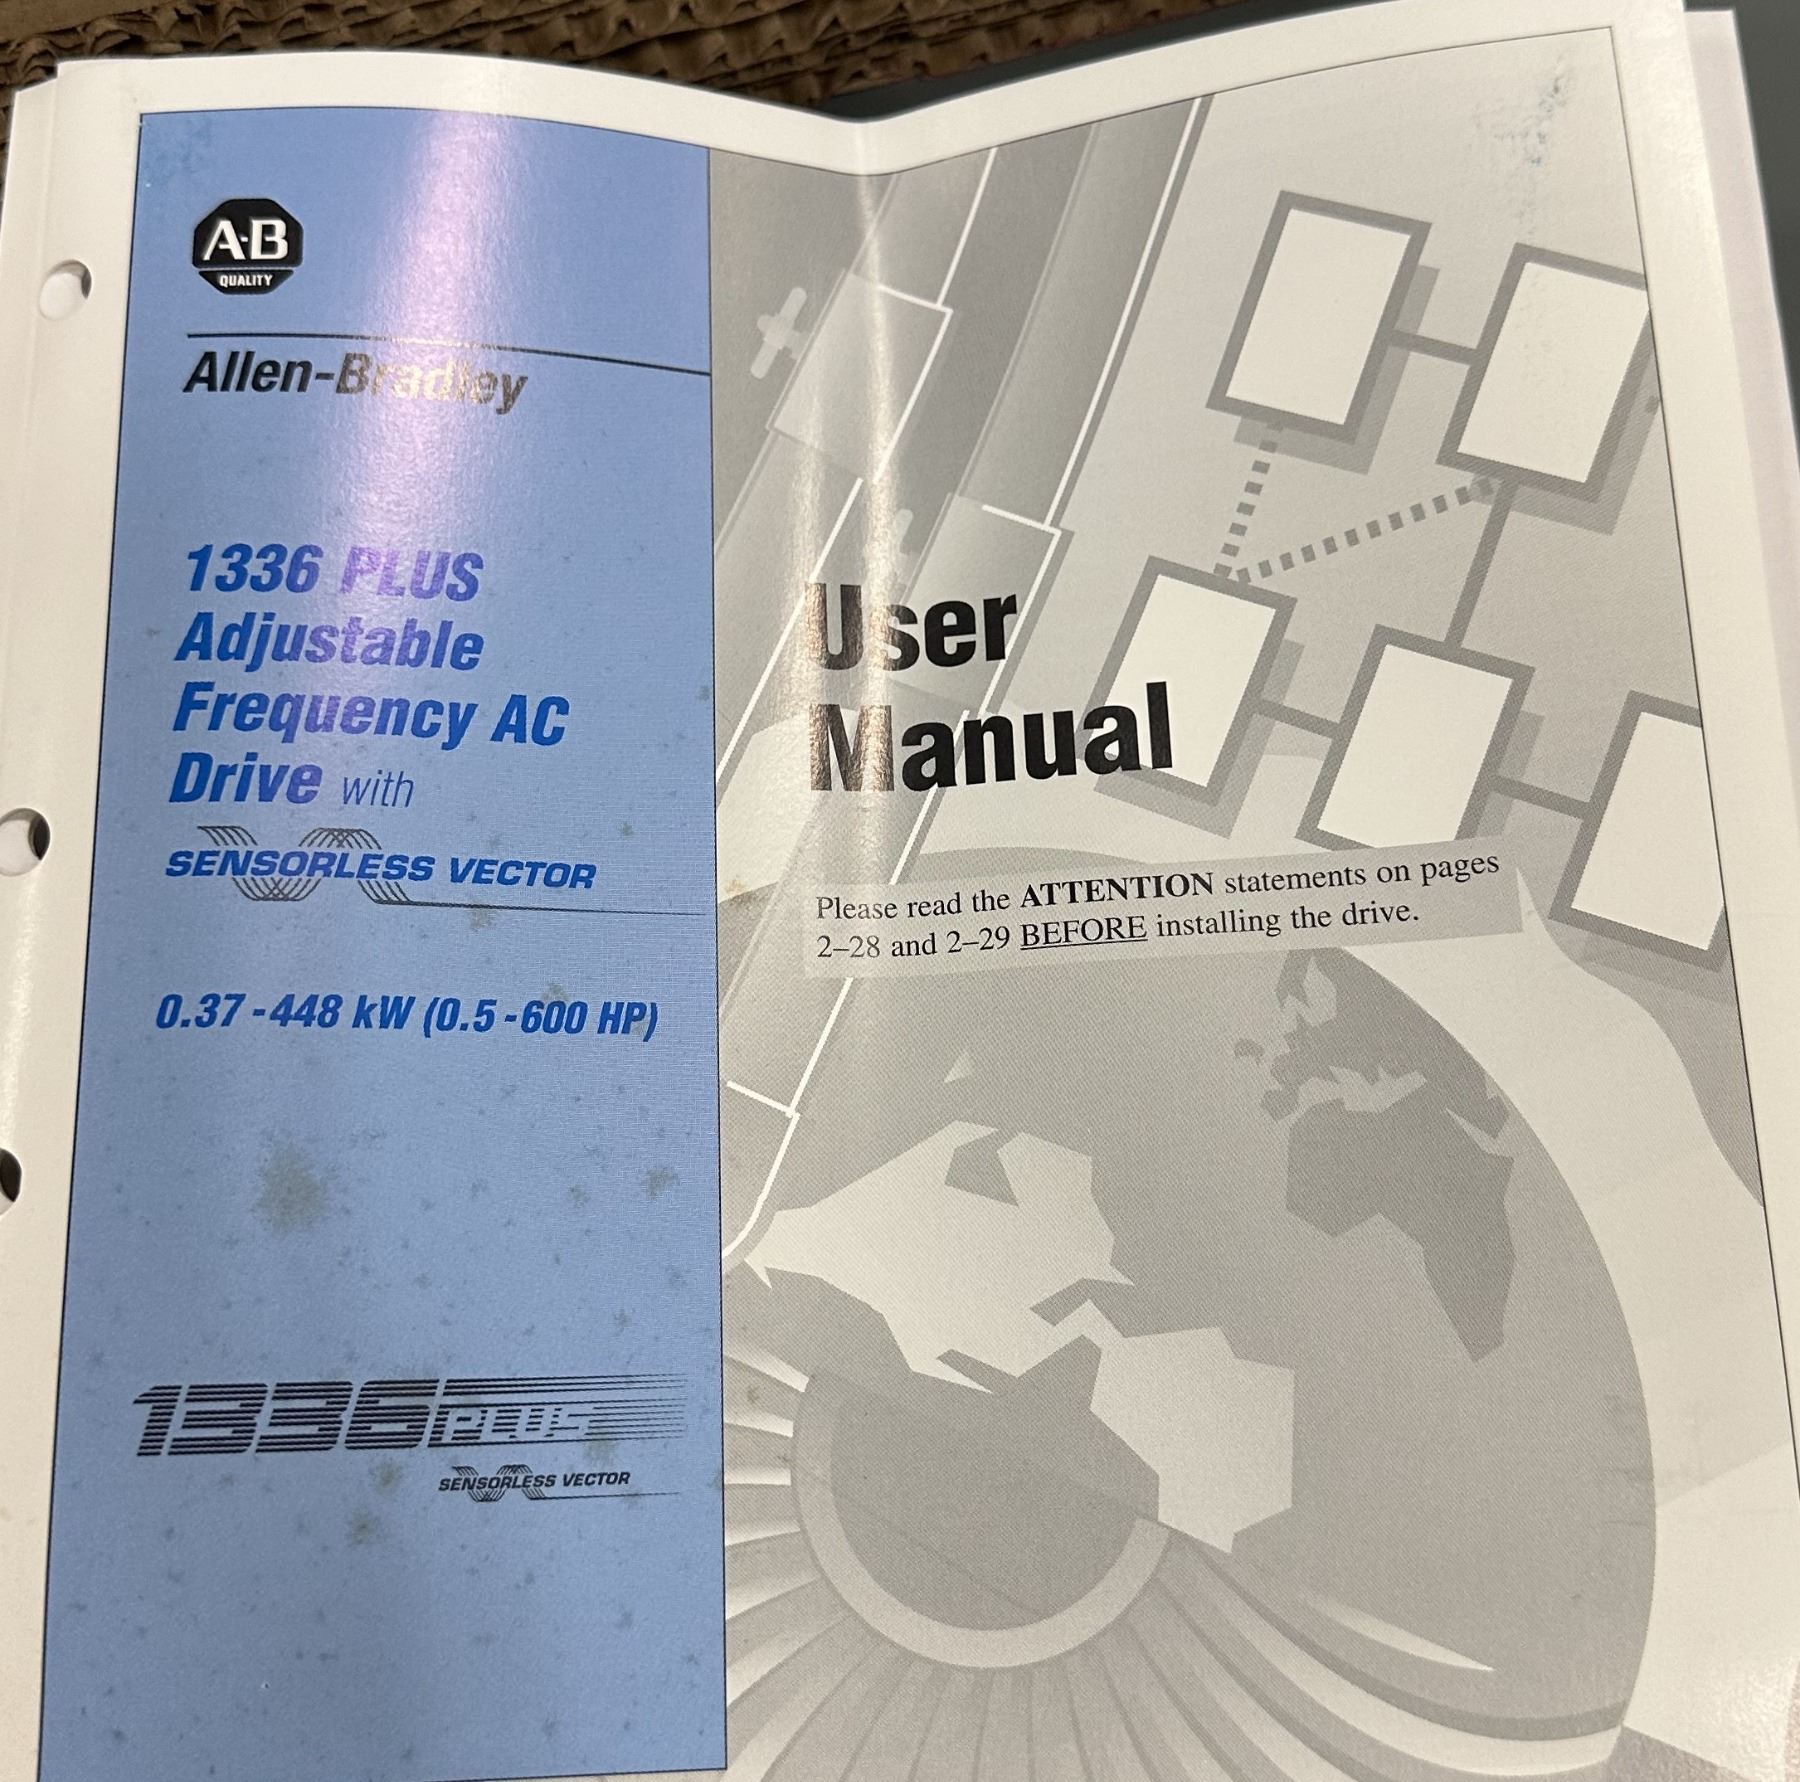 A-B
QUALITY
Allen-Bradley
1336 PLUS
Adjustable
Frequency AC
Drive with
SENSORLESS VECTOR
0.37 - 448 kW (0.5 - 600 HP)
1336 PLUS
SENSORLESS VECTOR
User
Manual
Please read the ATTENTION statements on pages
2–28 and 2–29 BEFORE installing the drive.